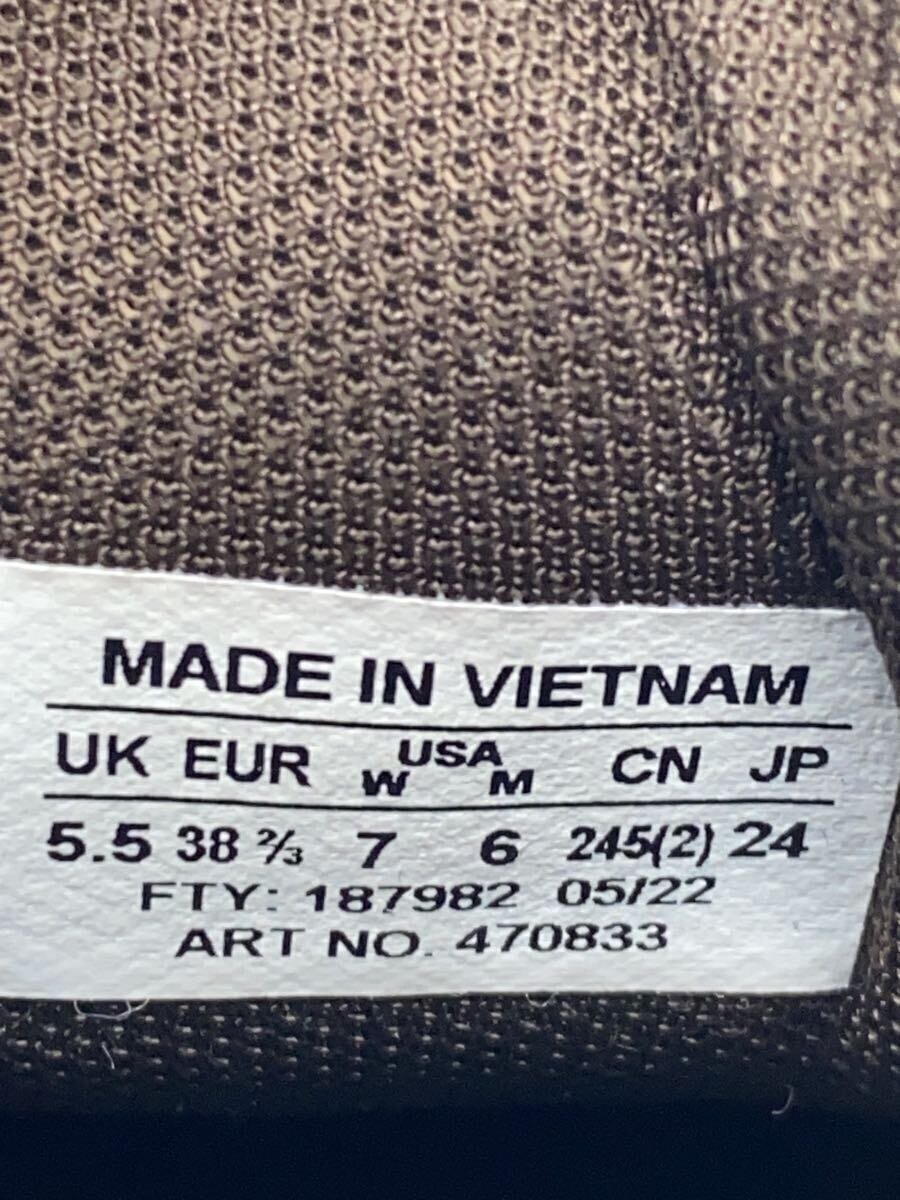 MADE IN VIETNAM
UK EUR USA W M CN JP
5.5 38 ⅔ 7 6 245(2) 24
FTY: 187982 05/22
ART NO. 470833